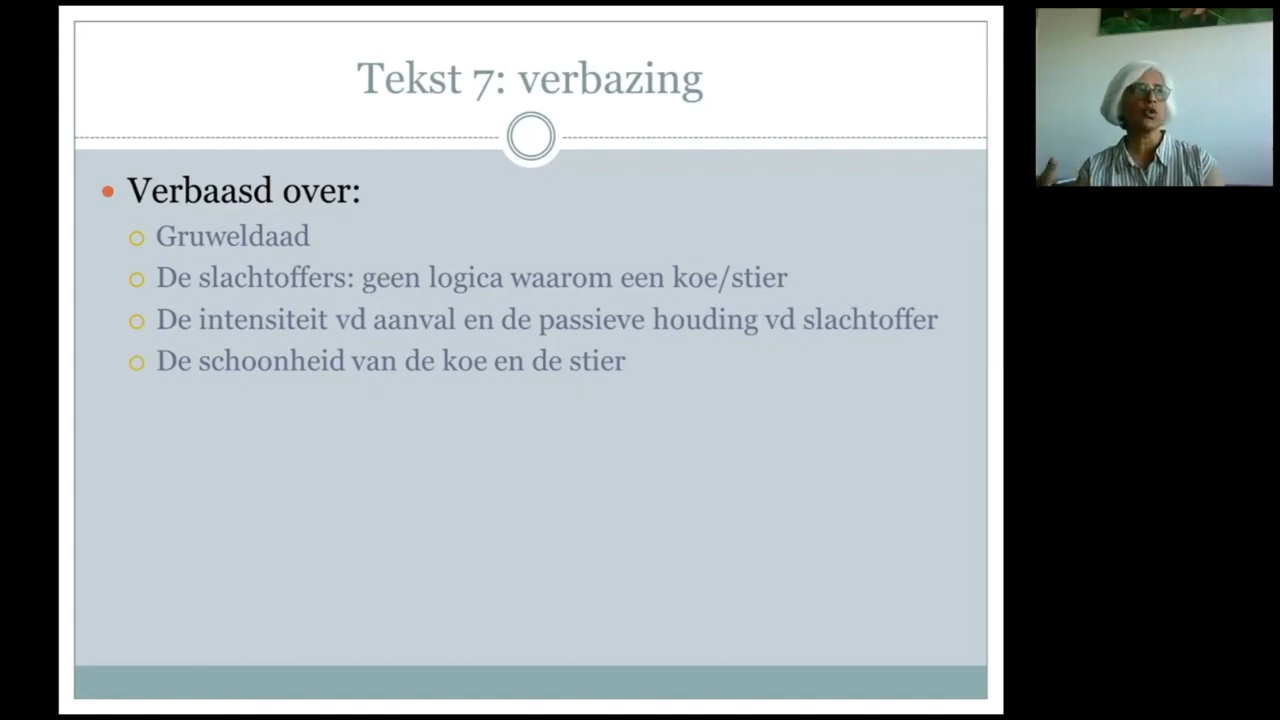 Tekst 7: verbazing
Verbaasd over:
Gruweldaad
De slachtoffers: geen logica waarom een koe/stier
De intensiteit vd aanval en de passieve houding vd slachtoffer
De schoonheid van de koe en de stier